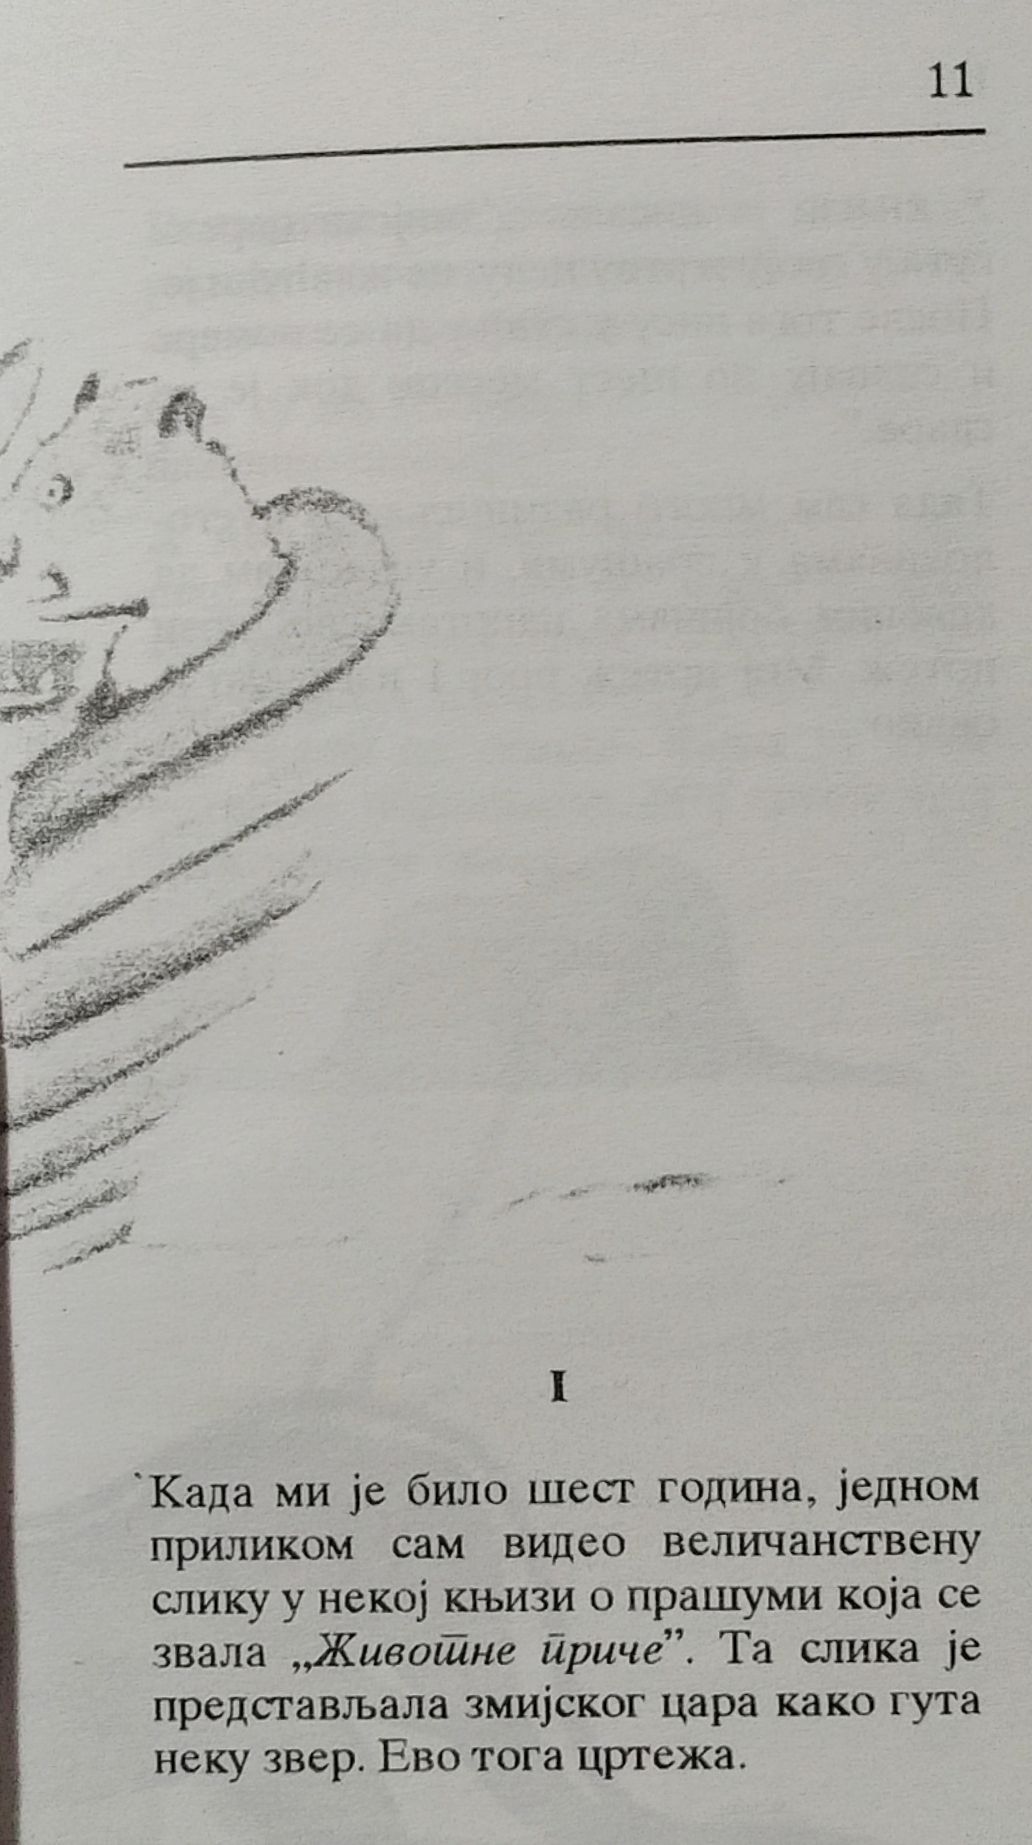 11
I
Када ми је било шест година, једном
приликом сам видео величанствену
слику у некој књизи о прашуми која се
звала „Животне приче”. Та слика је
представљала змијског цара како гута
неку звер. Ево тога цртежа.